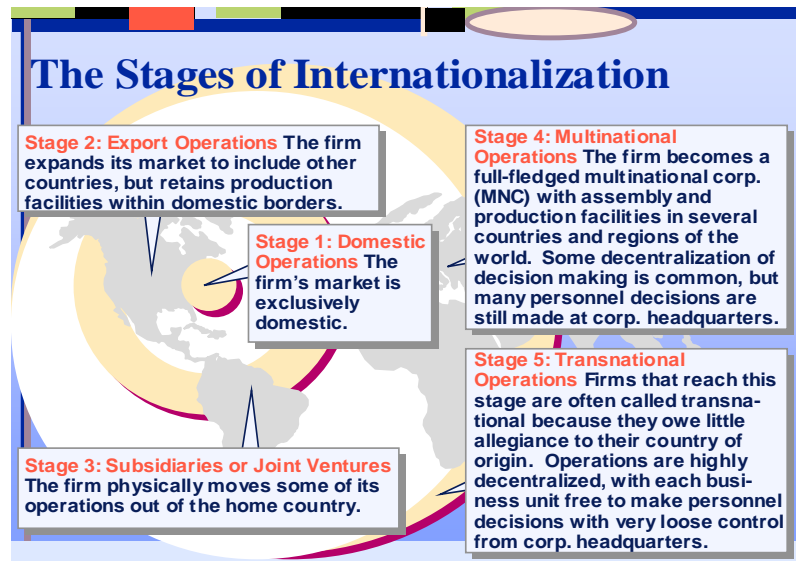 The Stages of Internationalization
Stage 2: Export Operations The firm
expands its market to include other
countries, but retains production
facilities within domestic borders.
Stage 1: Domestic
Operations The
firm's market is
exclusively
domestic.
Stage 3: Subsidiaries or Joint Ventures
The firm physically moves some of its
operations out of the home country.
Stage 4: Multinational
Operations The firm becomes a
full-fledged multinational corp.
(MNC) with assembly and
production facilities in several
countries and regions of the
world. Some decentralization of
decision making is common, but
many personnel decisions are
still made at corp. headquarters.
Stage 5: Transnational
Operations Firms that reach this
stage are often called transna-
tional because they owe little
allegiance to their country of
origin. Operations are highly
decentralized, with each busi-
ness unit free to make personnel
decisions with very loose control
from corp. headquarters.